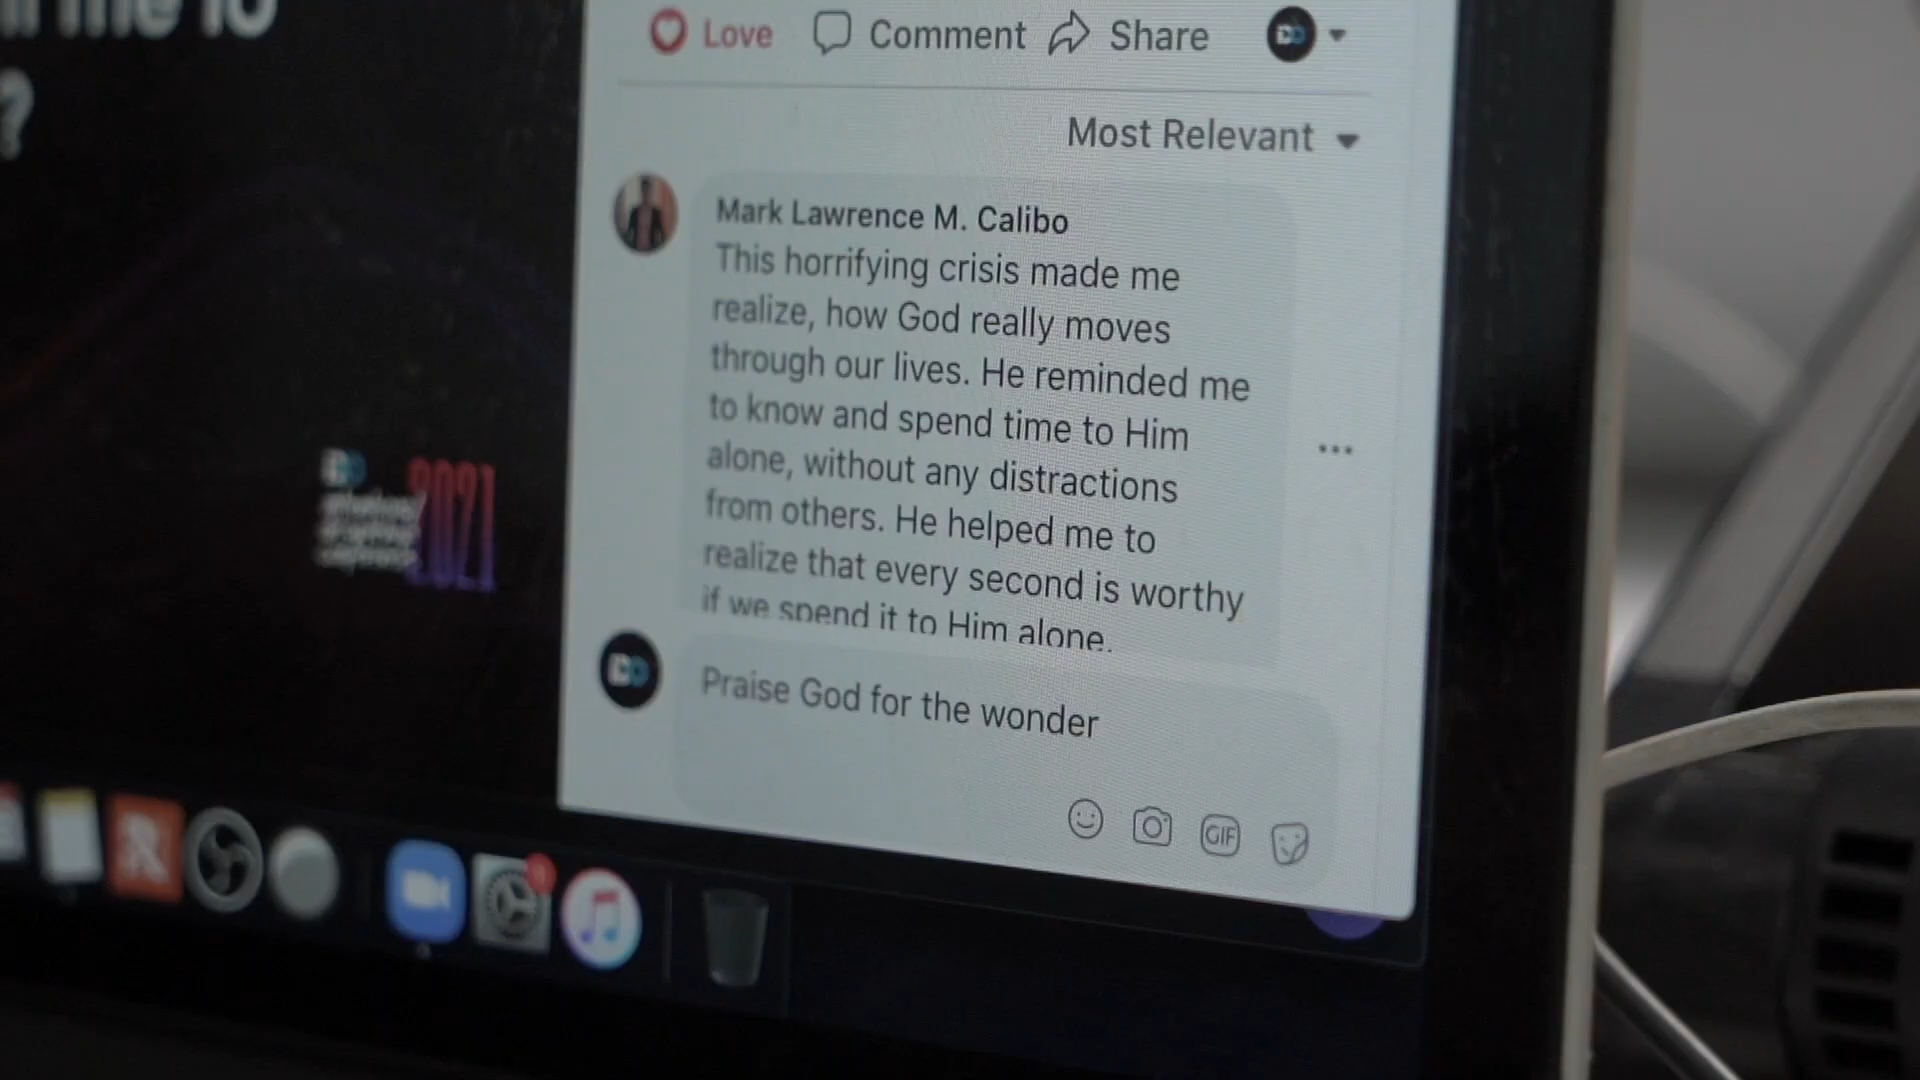 ?
Love Comment Share
Most Relevant
Mark Lawrence M. Calibo
This horrifying crisis made me
realize, how God really moves
through our lives. He reminded me
to know and spend time to Him
alone, without any distractions
from others. He helped me to
realize that every second is worthy
if we spend it to Him alone.
Praise God for the wonder
GIF
2021